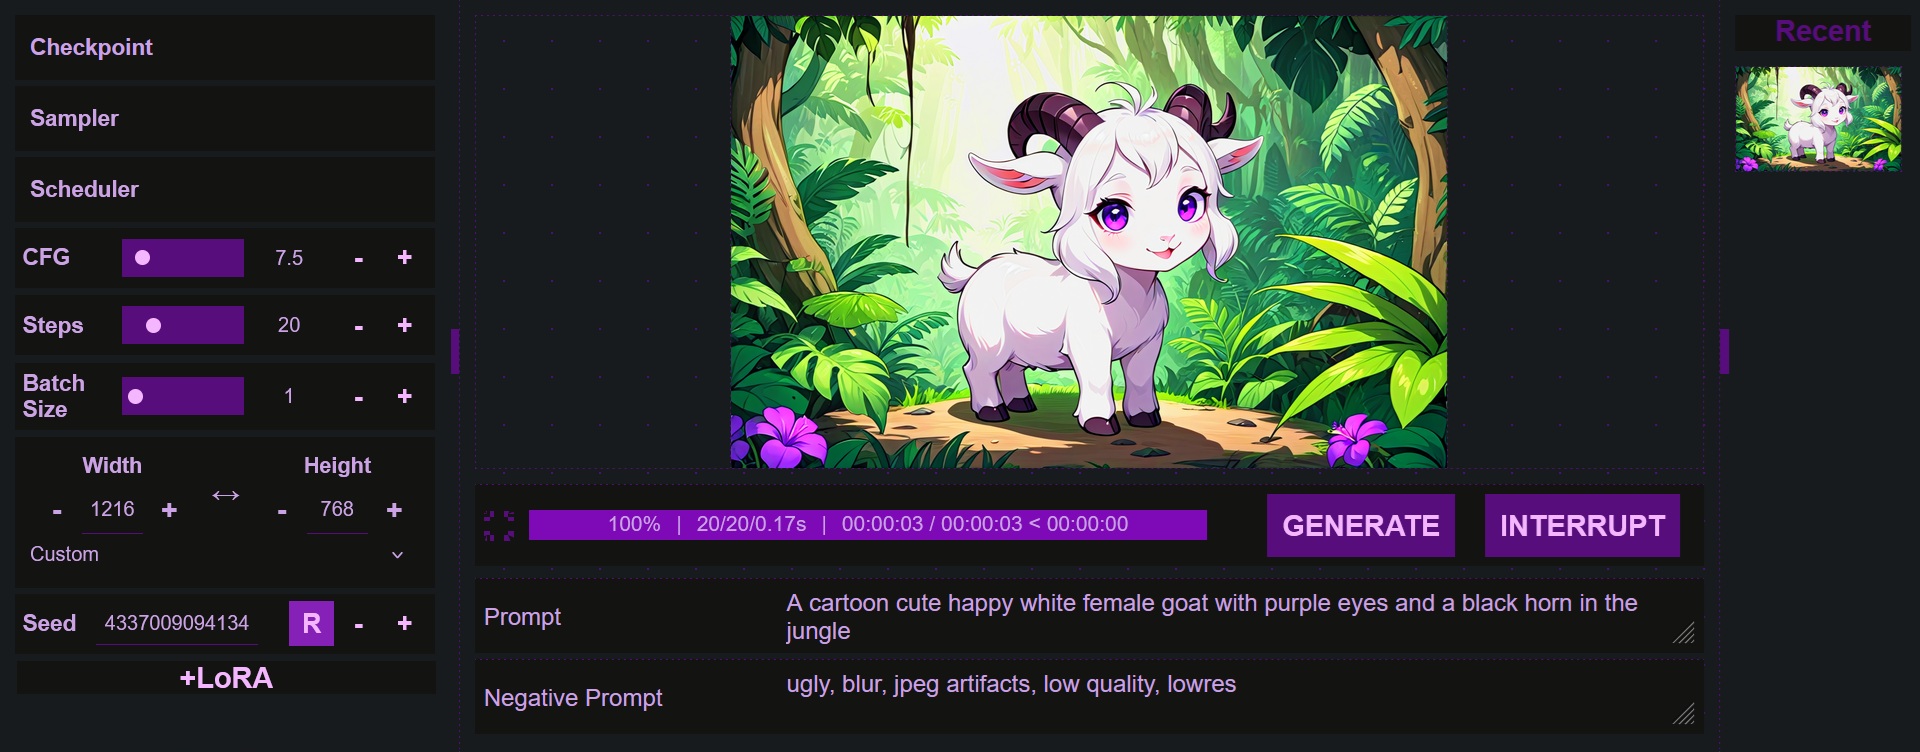 Checkpoint
Sampler
Scheduler
CFG 7.5 - +
Steps 20 - +
Batch
Size 1 - +
Width Height
- 1216 + ↔ - 768 +
Custom
Seed 4337009094134 R - +
+LoRA
100% | 20/20/0.17s | 00:00:03 / 00:00:03 < 00:00:00
GENERATE INTERRUPT
Prompt
A cartoon cute happy white female goat with purple eyes and a black horn in the
jungle
Negative Prompt
ugly, blur, jpeg artifacts, low quality, lowres
Recent